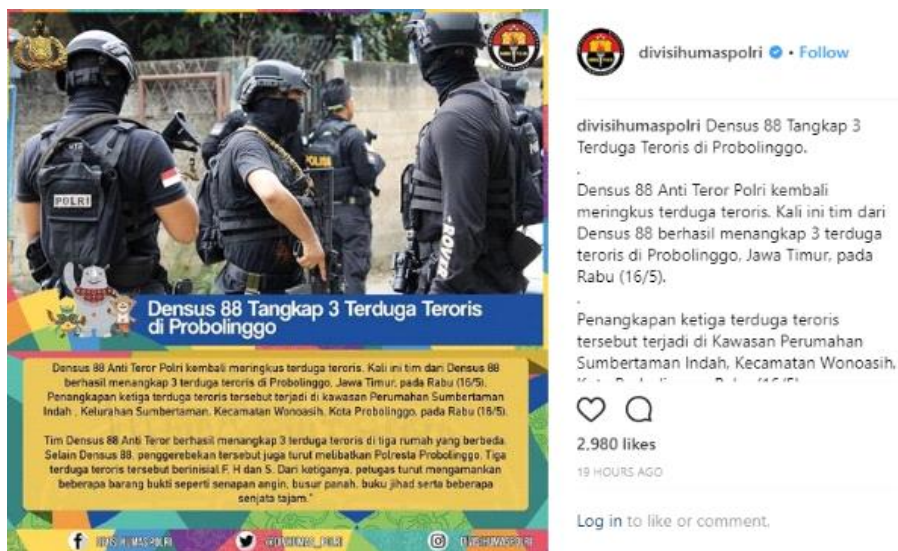 POLRI
POLISI
ROVER
Densus 88 Tangkap 3 Terduga Teroris
di Probolinggo
Densus 88 Anti Teror Polri kembali meringkus terduga teroris. Kali ini tim dari Densus 88
berhasil menangkap 3 terduga teroris di Probolinggo, Jawa Timur, pada Rabu (16/5).
Penangkapan ketiga terduga teroris tersebut terjadi di kawasan Perumahan Sumbertaman
Indah , Kelurahan Sumbertaman, Kecamatan Wonoasih, Kota Probolinggo, pada Rabu (16/5).
Tim Densus 88 Anti Teror berhasil menangkap 3 terduga teroris di tiga rumah yang berbeda.
Selain Densus 88, penggerebekan tersebut juga turut melibatkan Polresta Probolinggo. Tiga
terduga teroris tersebut berinisial F, H dan S. Dari ketiganya, petugas turut mengamankan
beberapa barang bukti seperti senapan angin, busur panah, buku jihad serta beberapa
senjata tajam."
DIVISIHUMASPOLRI
@DIVHUMAS_POLRI
DIVISIHUMASPOLRI
divisihumaspolri • Follow
divisihumaspolri Densus 88 Tangkap 3
Terduga Teroris di Probolinggo.
.
Densus 88 Anti Teror Polri kembali
meringkus terduga teroris. Kali ini tim dari
Densus 88 berhasil menangkap 3 terduga
teroris di Probolinggo, Jawa Timur, pada
Rabu (16/5).
.
Penangkapan ketiga terduga teroris
tersebut terjadi di Kawasan Perumahan
Sumbertaman Indah, Kecamatan Wonoasih,
2,980 likes
19 HOURS AGO
Log in to like or comment.